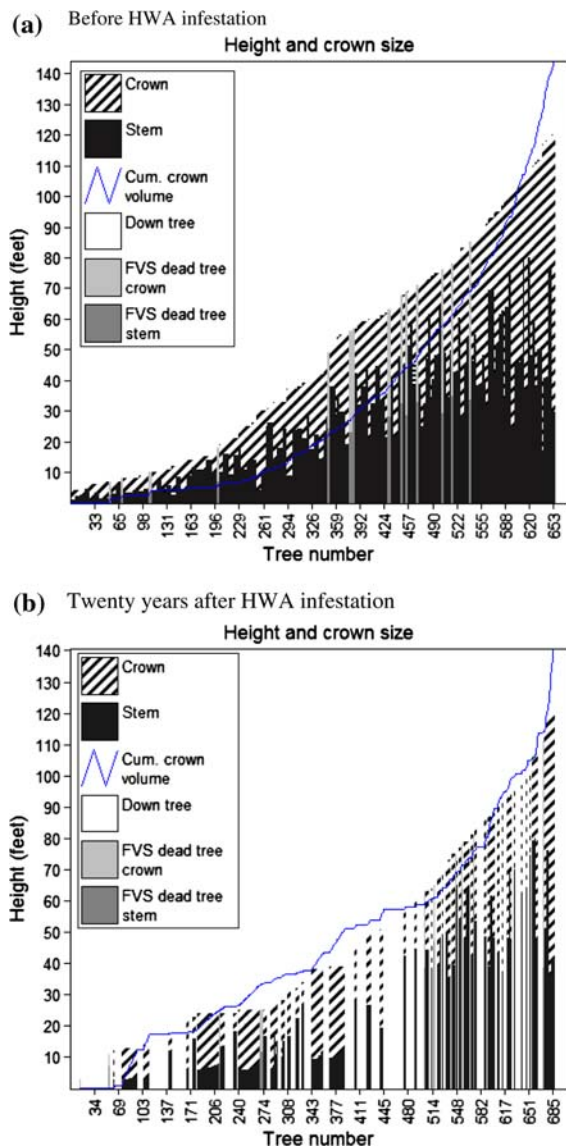 (a) Before HWA infestation
Height and crown size
140
130
120
110
100
90
80
70
60
50
40
30
20
10
Height (feet)
Crown
Stem
Cum. crown
volume
Down tree
FVS dead tree
crown
FVS dead tree
stem
33 65 98 131 163 196 229 261 294 326 359 392 424 457 490 522 555 588 620 653
Tree number
(b) Twenty years after HWA infestation
Height and crown size
140
130
120
110
100
90
80
70
60
50
40
30
20
10
Height (feet)
Crown
Stem
Cum. crown
volume
Down tree
FVS dead tree
crown
FVS dead tree
stem
34 69 103 137 171 206 240 274 308 343 377 411 445 480 514 548 582 617 651 685
Tree number